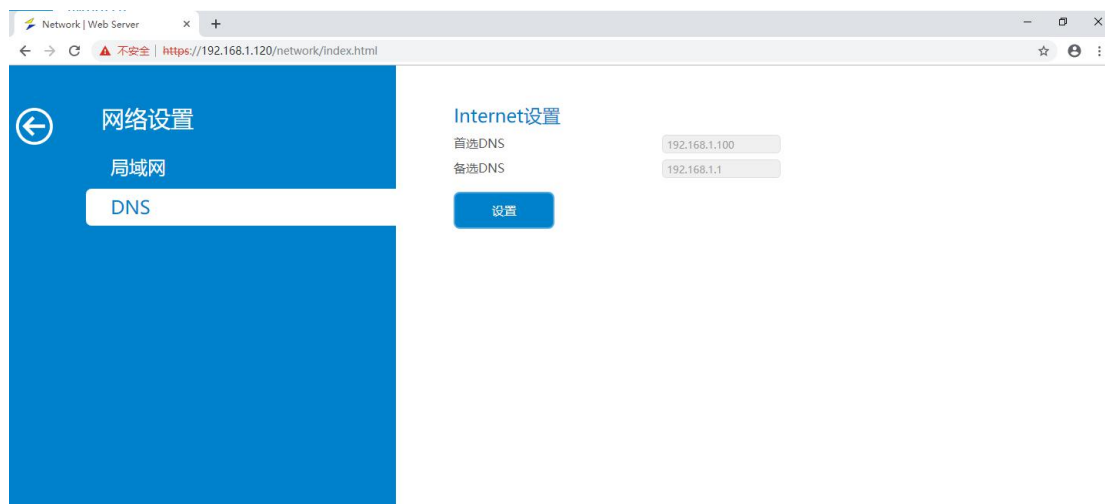 Network | Web Server
不安全 | https://192.168.1.120/network/index.html
网络设置
局域网
DNS
Internet设置
首选DNS 192.168.1.100
备选DNS 192.168.1.1
设置